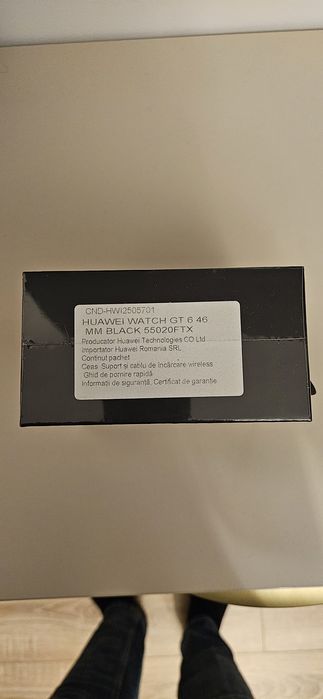 CND-HWI2505701
HUAWEI WATCH GT 6 46
MM BLACK 55020FTX
Producator Huawei Technologies CO Ltd
Importator Huawei Romania SRL
Continut pachet
Ceas Suport și cablu de încărcare wireless
Ghid de pornire rapidă
Informații de siguranță, Certificat de garanție